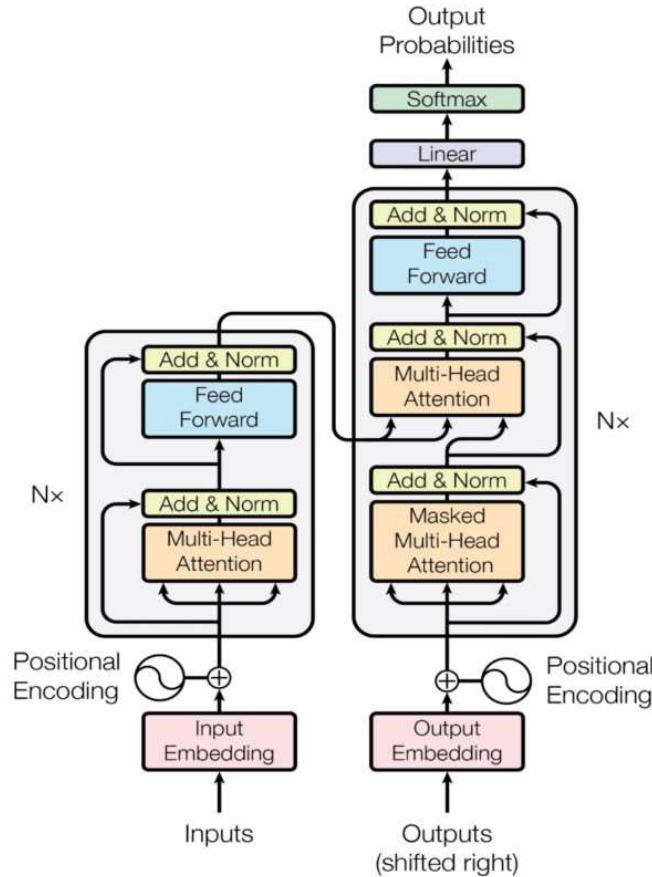 Output
Probabilities
Softmax
Linear
Add & Norm
Feed
Forward
Add & Norm
Multi-Head
Attention
Add & Norm
Masked
Multi-Head
Attention
N×
Add & Norm
Feed
Forward
Add & Norm
Multi-Head
Attention
N×
Positional
Encoding
Positional
Encoding
Input
Embedding
Output
Embedding
Inputs
Outputs
(shifted right)